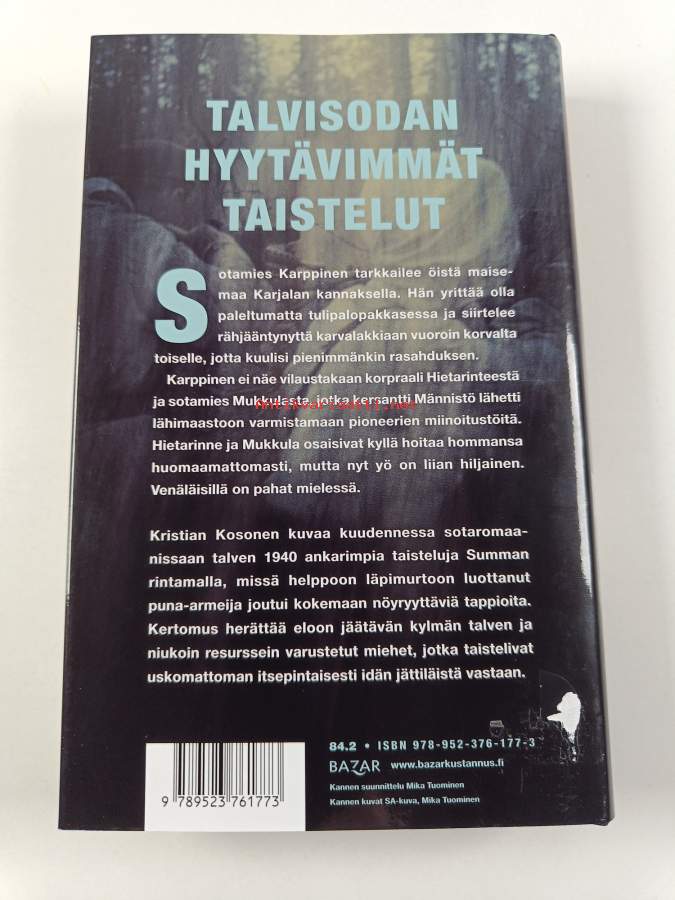 TALVISODAN
HYYTÄVIMMÄT
TAISTELUT
Sotamies Karppinen tarkkailee öistä maise-
maa Karjalan kannaksella. Hän yrittää olla
paleltumatta tulipalopakkasessa ja siirtelee
rähjääntynyttä karvalakkiaan vuoroin korvalta
toiselle, jotta kuulisi pienimmänkin rasahduksen.
Karppinen ei näe vilaustakaan korpraali Hietarinteestä
ja sotamies Mukkulasta, jotka kersantti Männistö lähetti
Antikvariaatti.net
lähimaastoon varmistamaan pioneerien miinoitustöitä.
Hietarinne ja Mukkula osaisivat kyllä hoitaa hommansa
huomaamattomasti, mutta nyt yö on liian hiljainen.
Venäläisillä on pahat mielessä.
Kristian Kosonen kuvaa kuudennessa sotaromaa-
nissaan talven 1940 ankarimpia taisteluja Summan
rintamalla, missä helppoon läpimurtoon luottanut
puna-armeija joutui kokemaan nöyryyttäviä tappioita.
Kertomus herättää eloon jäätävän kylmän talven ja
niukoin resurssein varustetut miehet, jotka taistelivat
uskomattoman itsepintaisesti idän jättiläistä vastaan.
84.2 • ISBN 978-952-376-177-3
BAZAR www.bazarkustannus.fi
Kannen suunnittelu Mika Tuominen
Kannen kuvat SA-kuva, Mika Tuominen
9 789523 761773